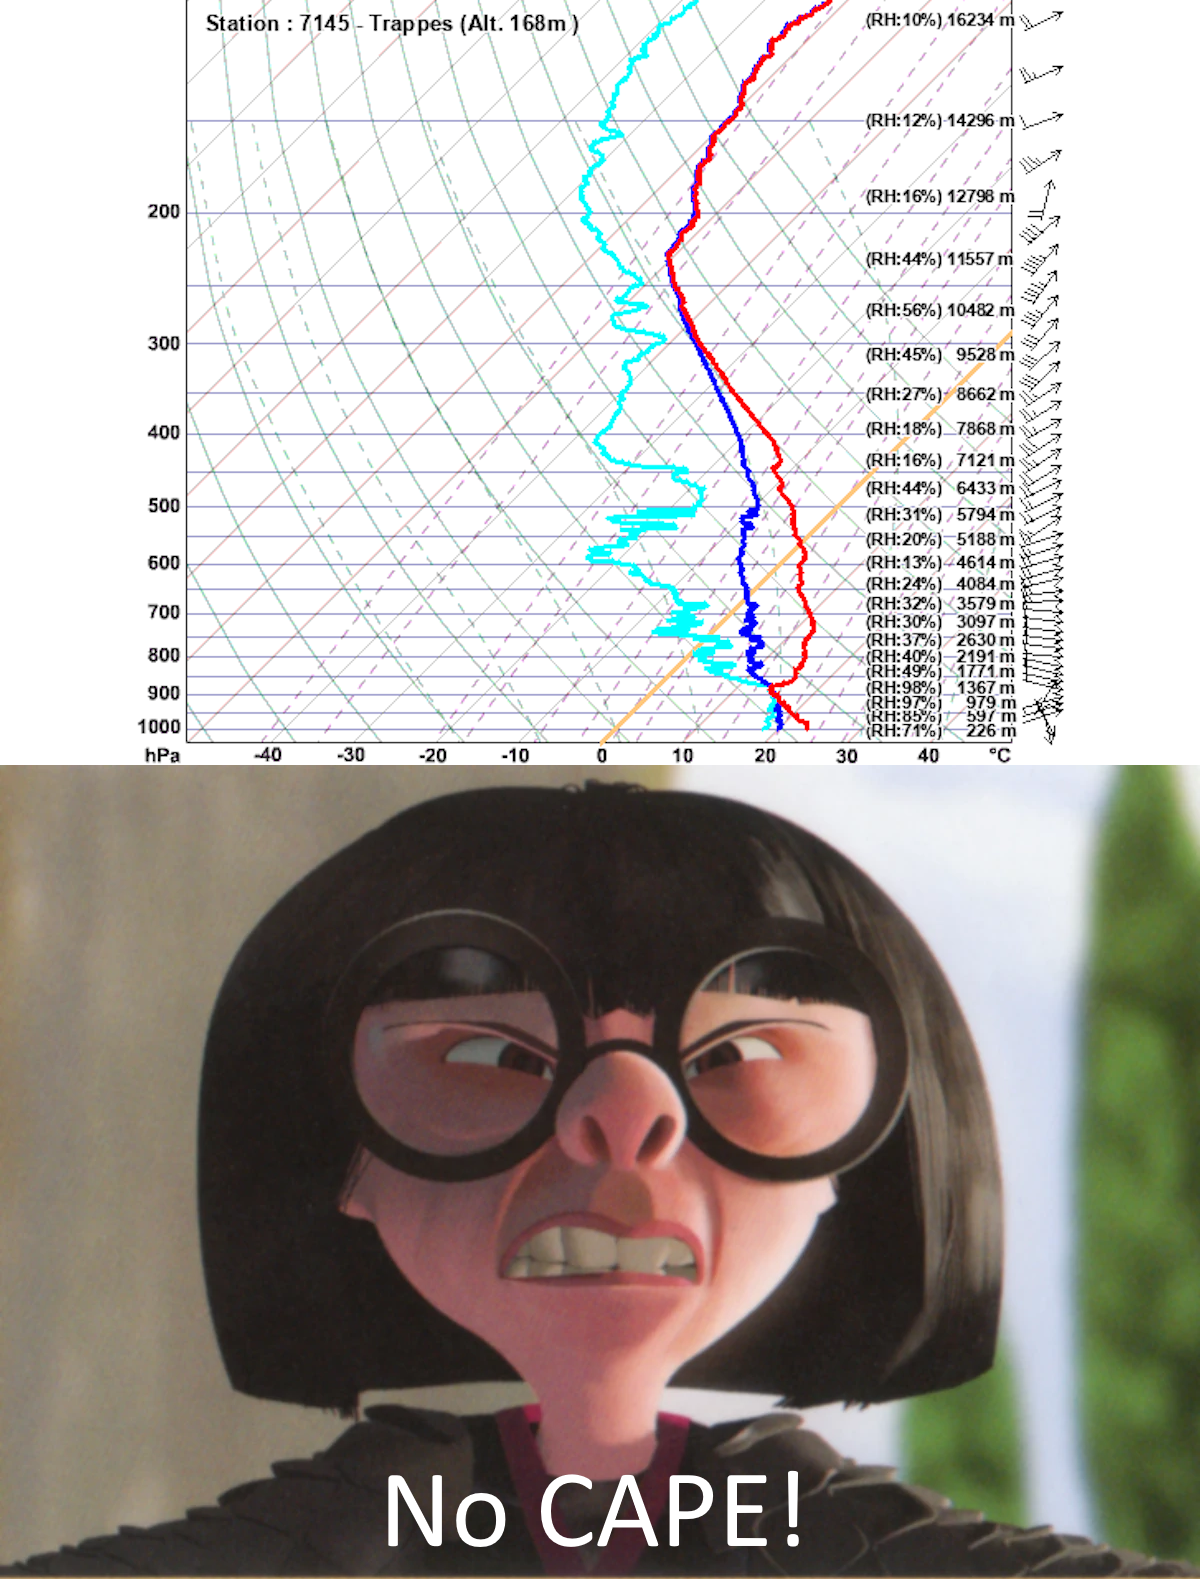 Station : 7145 - Trappes (Alt. 168m )
(RH:10%) 16234 m
(RH:12%) 14296 m
(RH:16%) 12798 m
200
(RH:44%) 11557 m
(RH:56%) 10482 m
300
(RH:45%) 9528 m
(RH:27%) 8662 m
(RH:18%) 7868 m
400
(RH:16%) 7121 m
(RH:44%) 6433 m
500
(RH:31%) 5794 m
(RH:20%) 5188 m
600
(RH:13%) 4614 m
(RH:24%) 4084 m
(RH:32%) 3579 m
700
(RH:30%) 3097 m
(RH:37%) 2630 m
800
(RH:40%) 2191 m
(RH:49%) 1771 m
900
(RH:98%) 1367 m
(RH:97%) 979 m
(RH:85%) 597 m
1000
(RH:71%) 226 m
hPa -40 -30 -20 -10 0 10 20 30 40 °C
No CAPE!